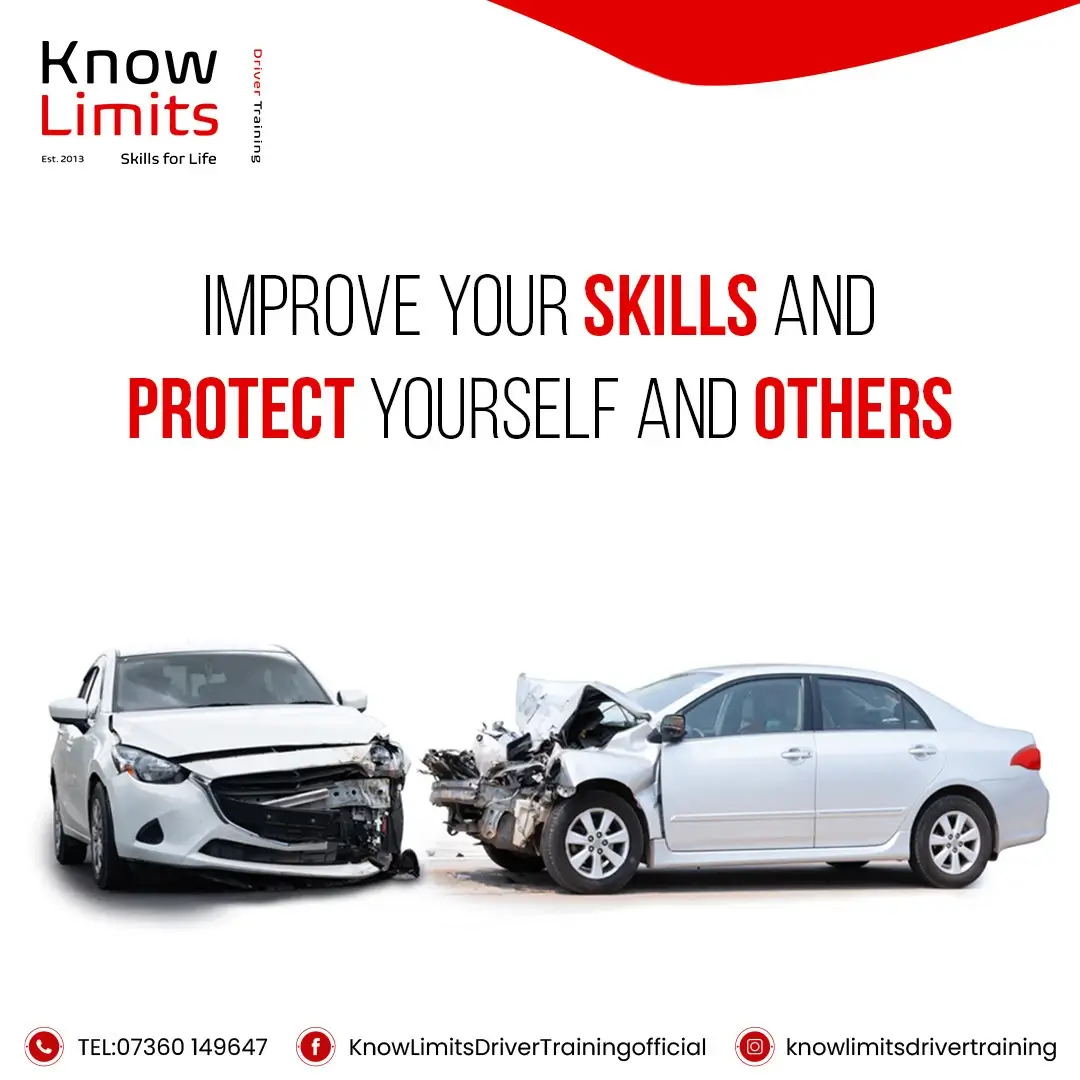 Know
Limits
Driver Training
Est. 2013 Skills for Life
IMPROVE YOUR SKILLS AND
PROTECT YOURSELF AND OTHERS
TEL:07360 149647 KnowLimitsDriverTrainingofficial knowlimitsdrivertraining